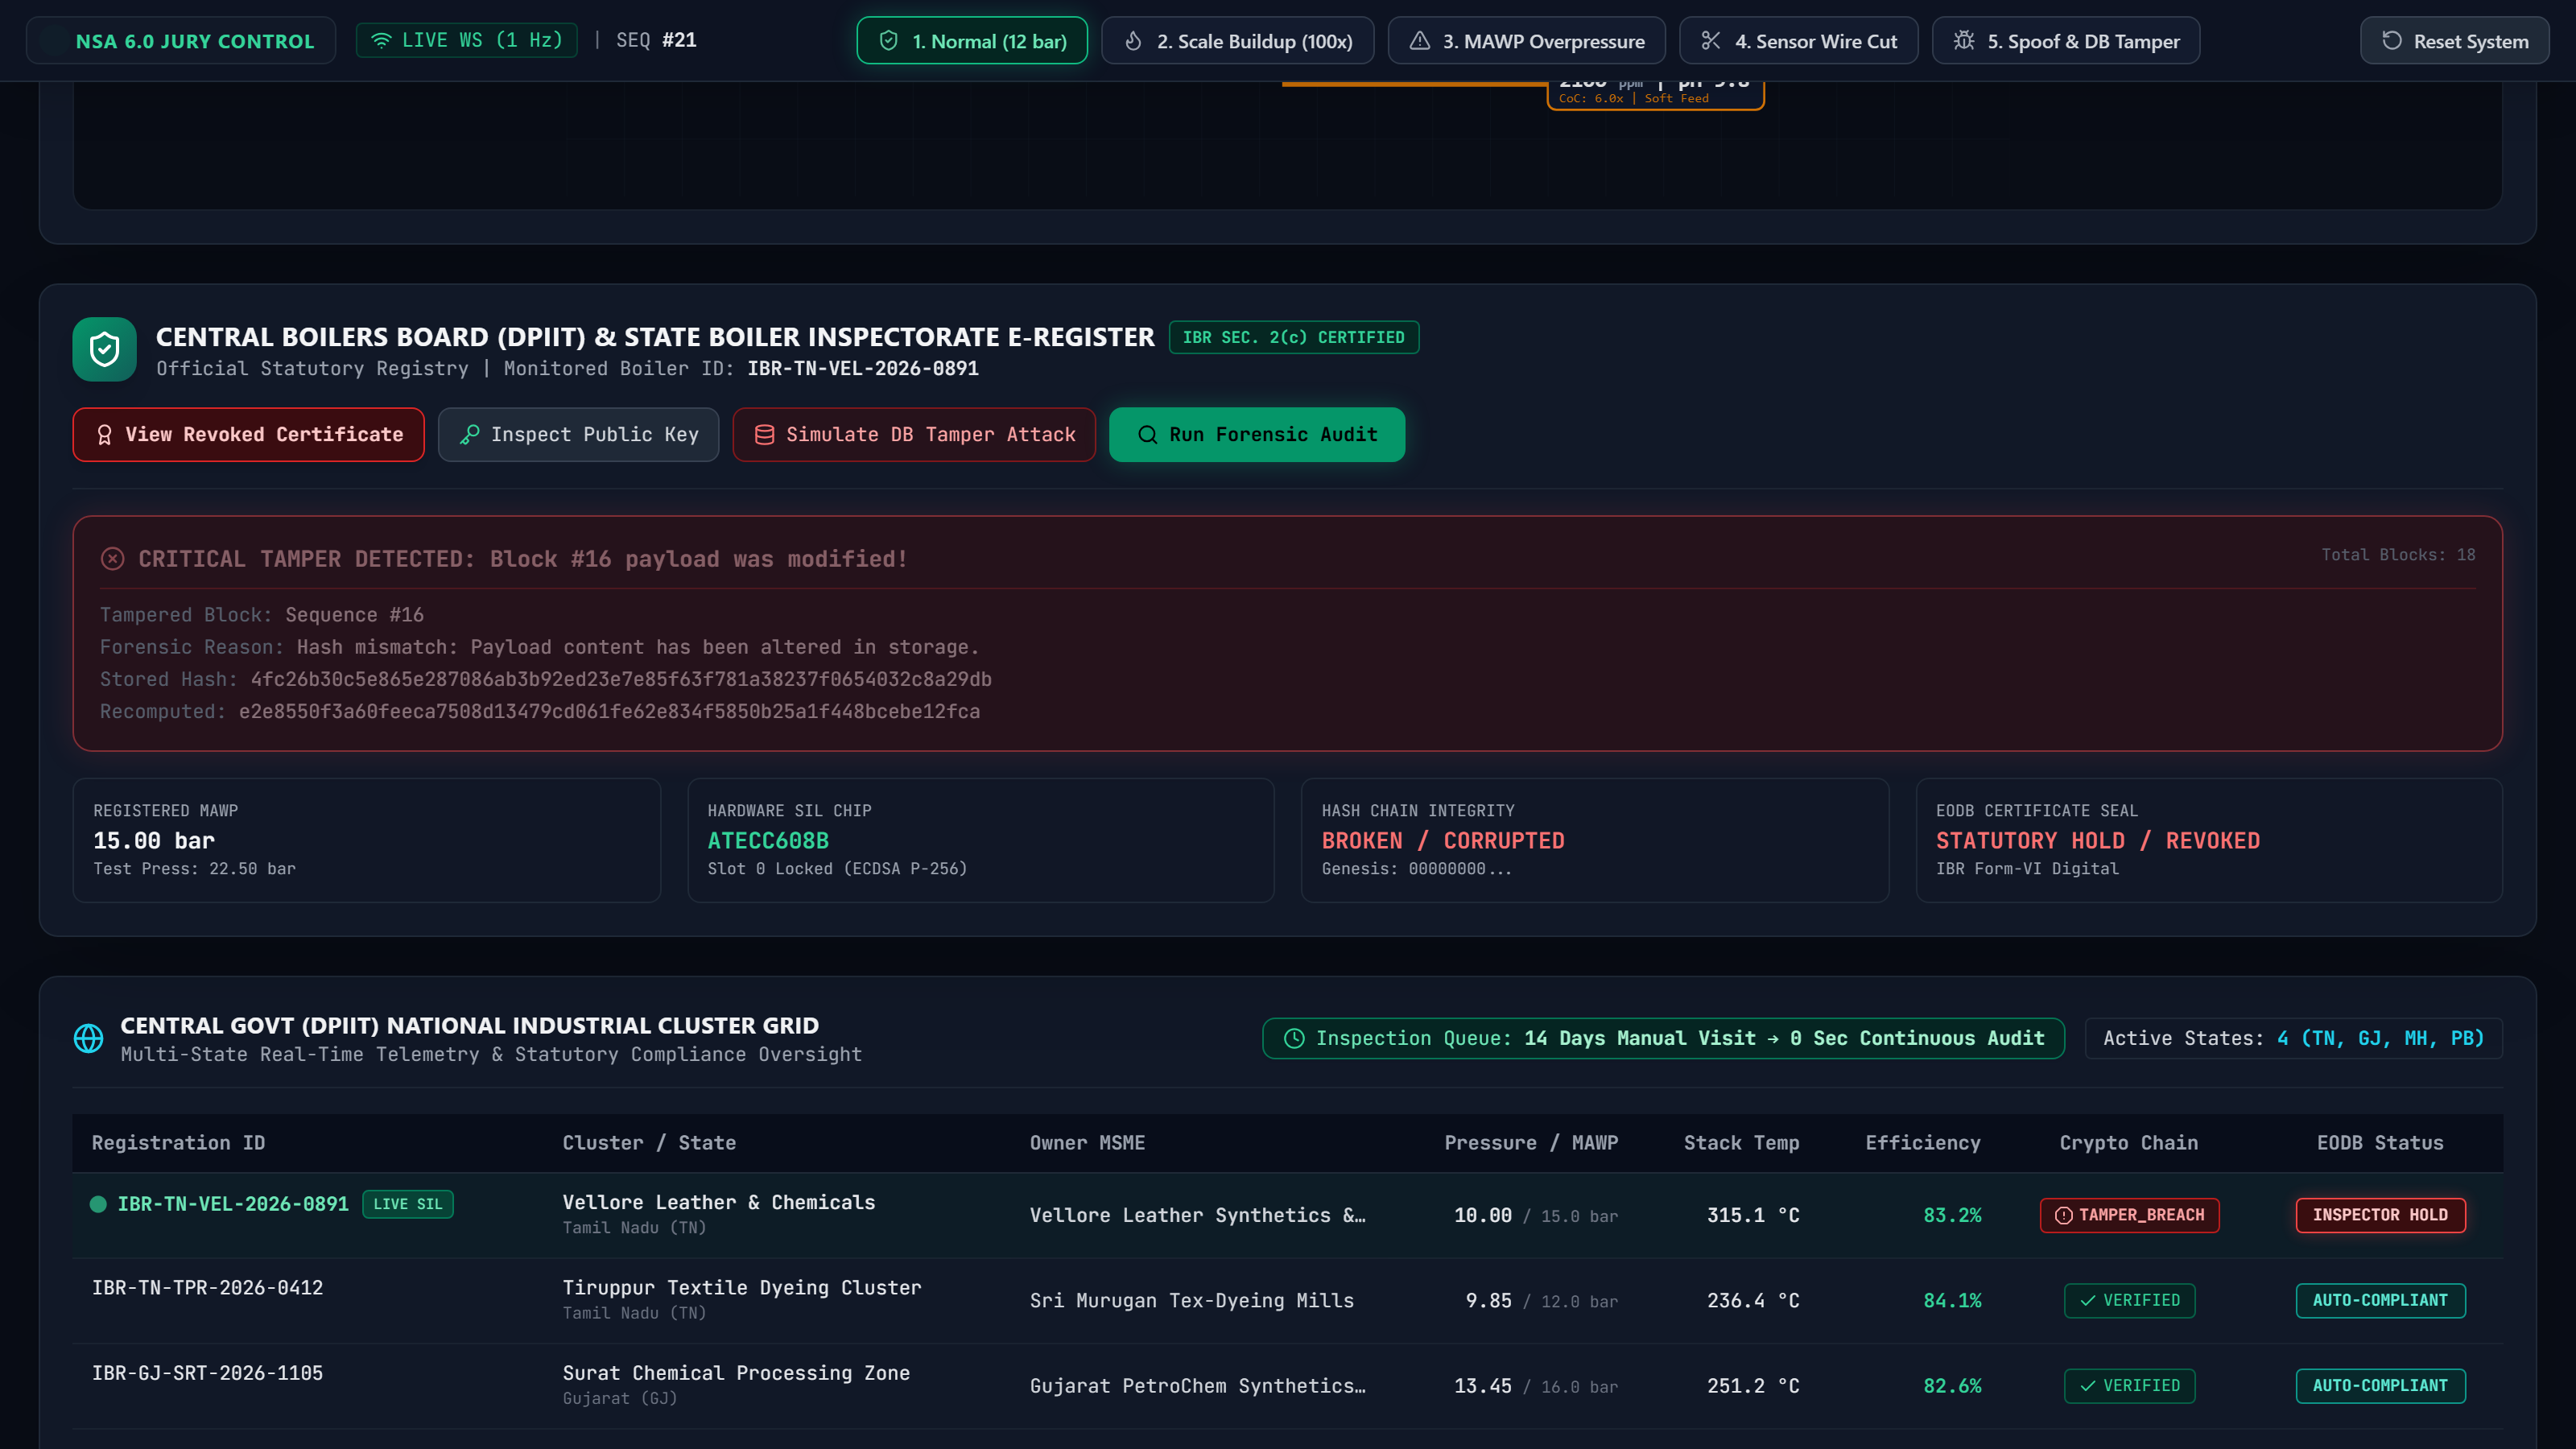 NSA 6.0 JURY CONTROL
LIVE WS (1 Hz) | SEQ #21
1. Normal (12 bar)
2. Scale Buildup (100x)
3. MAWP Overpressure
4. Sensor Wire Cut
5. Spoof & DB Tamper
Reset System
2100 ppm | pH 9.8
CoC: 6.0x | Soft Feed
CENTRAL BOILERS BOARD (DPIIT) & STATE BOILER INSPECTORATE E-REGISTER
IBR SEC. 2(c) CERTIFIED
Official Statutory Registry | Monitored Boiler ID: IBR-TN-VEL-2026-0891
View Revoked Certificate
Inspect Public Key
Simulate DB Tamper Attack
Run Forensic Audit
CRITICAL TAMPER DETECTED: Block #16 payload was modified!
Total Blocks: 18
Tampered Block: Sequence #16
Forensic Reason: Hash mismatch: Payload content has been altered in storage.
Stored Hash: 4fc26b30c5e865e287086ab3b92ed23e7e85f63f781a38237f0654032c8a29db
Recomputed: e2e8550f3a60feeca7508d13479cd061fe62e834f5850b25a1f448bcebe12fca
REGISTERED MAWP
15.00 bar
Test Press: 22.50 bar
HARDWARE SIL CHIP
ATECC608B
Slot 0 Locked (ECDSA P-256)
HASH CHAIN INTEGRITY
BROKEN / CORRUPTED
Genesis: 00000000...
EODB CERTIFICATE SEAL
STATUTORY HOLD / REVOKED
IBR Form-VI Digital
CENTRAL GOVT (DPIIT) NATIONAL INDUSTRIAL CLUSTER GRID
Multi-State Real-Time Telemetry & Statutory Compliance Oversight
Inspection Queue: 14 Days Manual Visit → 0 Sec Continuous Audit
Active States: 4 (TN, GJ, MH, PB)
Registration ID Cluster / State Owner MSME Pressure / MAWP Stack Temp Efficiency Crypto Chain EODB Status
IBR-TN-VEL-2026-0891 LIVE SIL Vellore Leather & Chemicals
Tamil Nadu (TN)
Vellore Leather Synthetics &… 10.00 / 15.0 bar 315.1 °C 83.2% TAMPER_BREACH INSPECTOR HOLD
IBR-TN-TPR-2026-0412 Tiruppur Textile Dyeing Cluster
Tamil Nadu (TN)
Sri Murugan Tex-Dyeing Mills 9.85 / 12.0 bar 236.4 °C 84.1% VERIFIED AUTO-COMPLIANT
IBR-GJ-SRT-2026-1105 Surat Chemical Processing Zone
Gujarat (GJ)
Gujarat PetroChem Synthetics… 13.45 / 16.0 bar 251.2 °C 82.6% VERIFIED AUTO-COMPLIANT